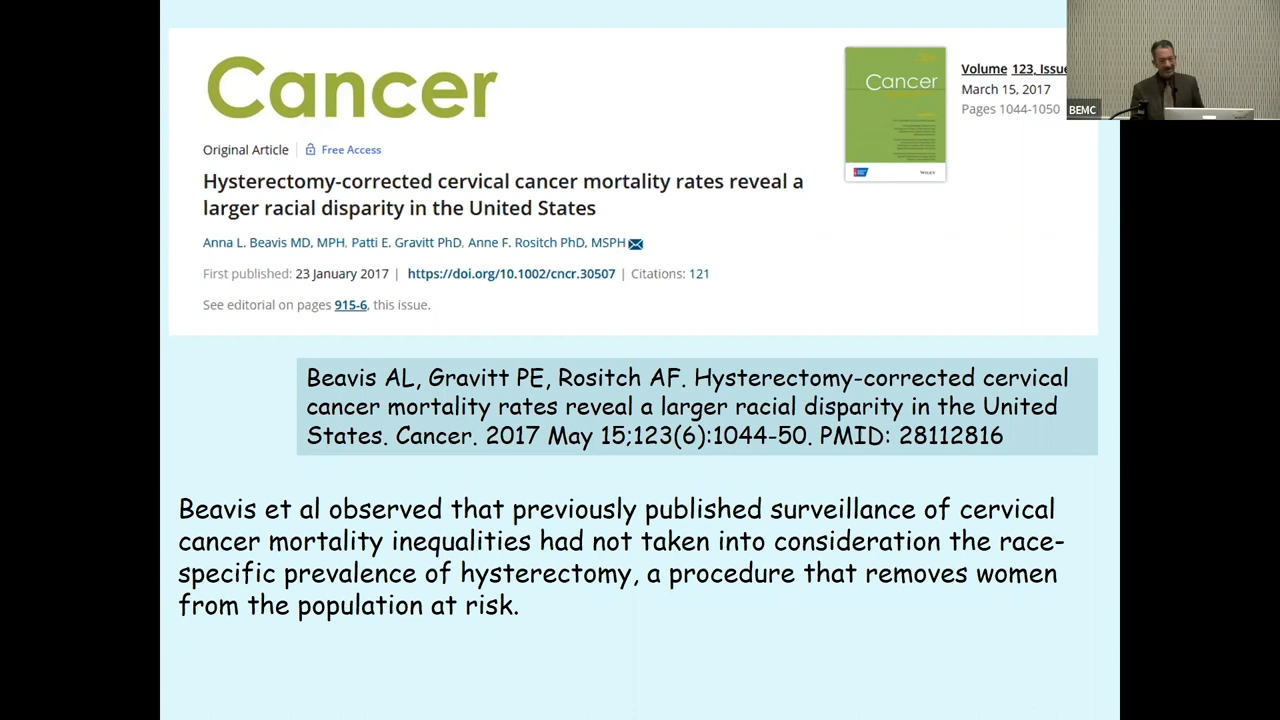 Cancer
Original Article
Free Access
Hysterectomy-corrected cervical cancer mortality rates reveal a
larger racial disparity in the United States
Anna L. Beavis MD, MPH, Patti E. Gravitt PhD, Anne F. Rositch PhD, MSPH
First published: 23 January 2017 | https://doi.org/10.1002/cncr.30507 | Citations: 121
See editorial on pages 915-6, this issue.
Cancer
WILEY
Volume 123, Issue
March 15, 2017
Pages 1044-1050
BEMC
Beavis AL, Gravitt PE, Rositch AF. Hysterectomy-corrected cervical
cancer mortality rates reveal a larger racial disparity in the United
States. Cancer. 2017 May 15;123(6):1044-50. PMID: 28112816
Beavis et al observed that previously published surveillance of cervical
cancer mortality inequalities had not taken into consideration the race-
specific prevalence of hysterectomy, a procedure that removes women
from the population at risk.